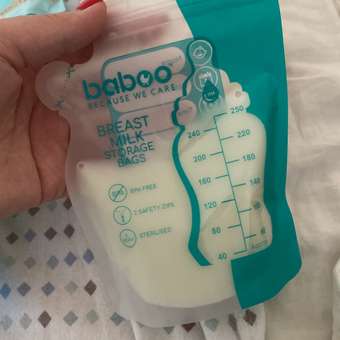 baboo
BECAUSE WE CARE
BREAST
MILK
STORAGE
BAGS
BPA FREE
2 SAFETY ZIPS
STERILISED
250
240
220
200
180
160
140
120
100
80
60
40